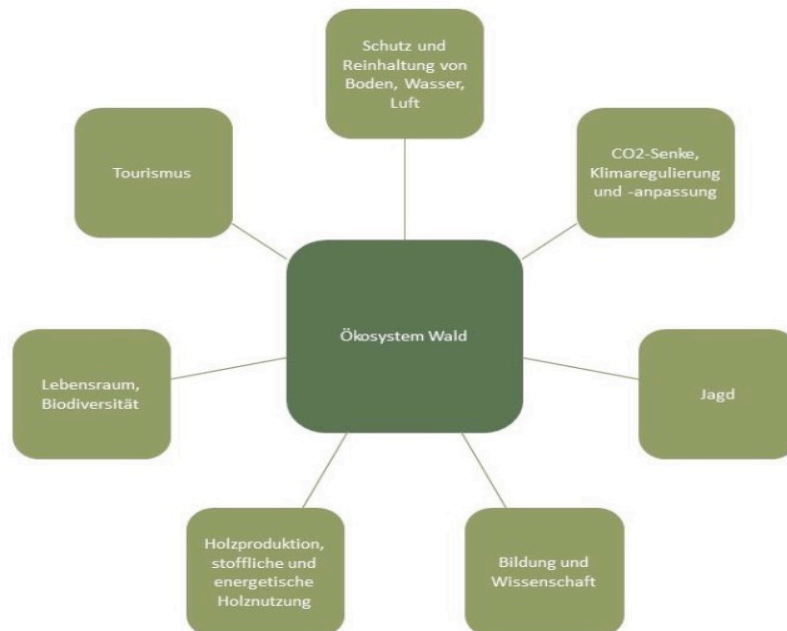 Schutz und
Reinhaltung von
Boden, Wasser,
Luft
CO2-Senke,
Klimaregulierung
und -anpassung
Tourismus
Ökosystem Wald
Lebensraum,
Biodiversität
Jagd
Holzproduktion,
stoffliche und
energetische
Holznutzung
Bildung und
Wissenschaft